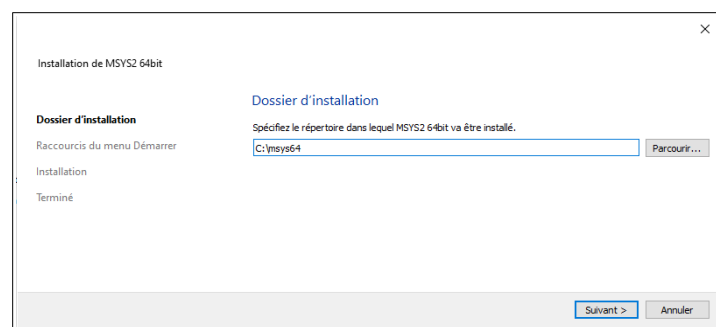 Installation de MSYS2 64bit
Dossier d'installation
Dossier d'installation
Spécifiez le répertoire dans lequel MSYS2 64bit va être installé.
C:\msys64
Parcourir...
Raccourcis du menu Démarrer
Installation
Terminé
Suivant >
Annuler